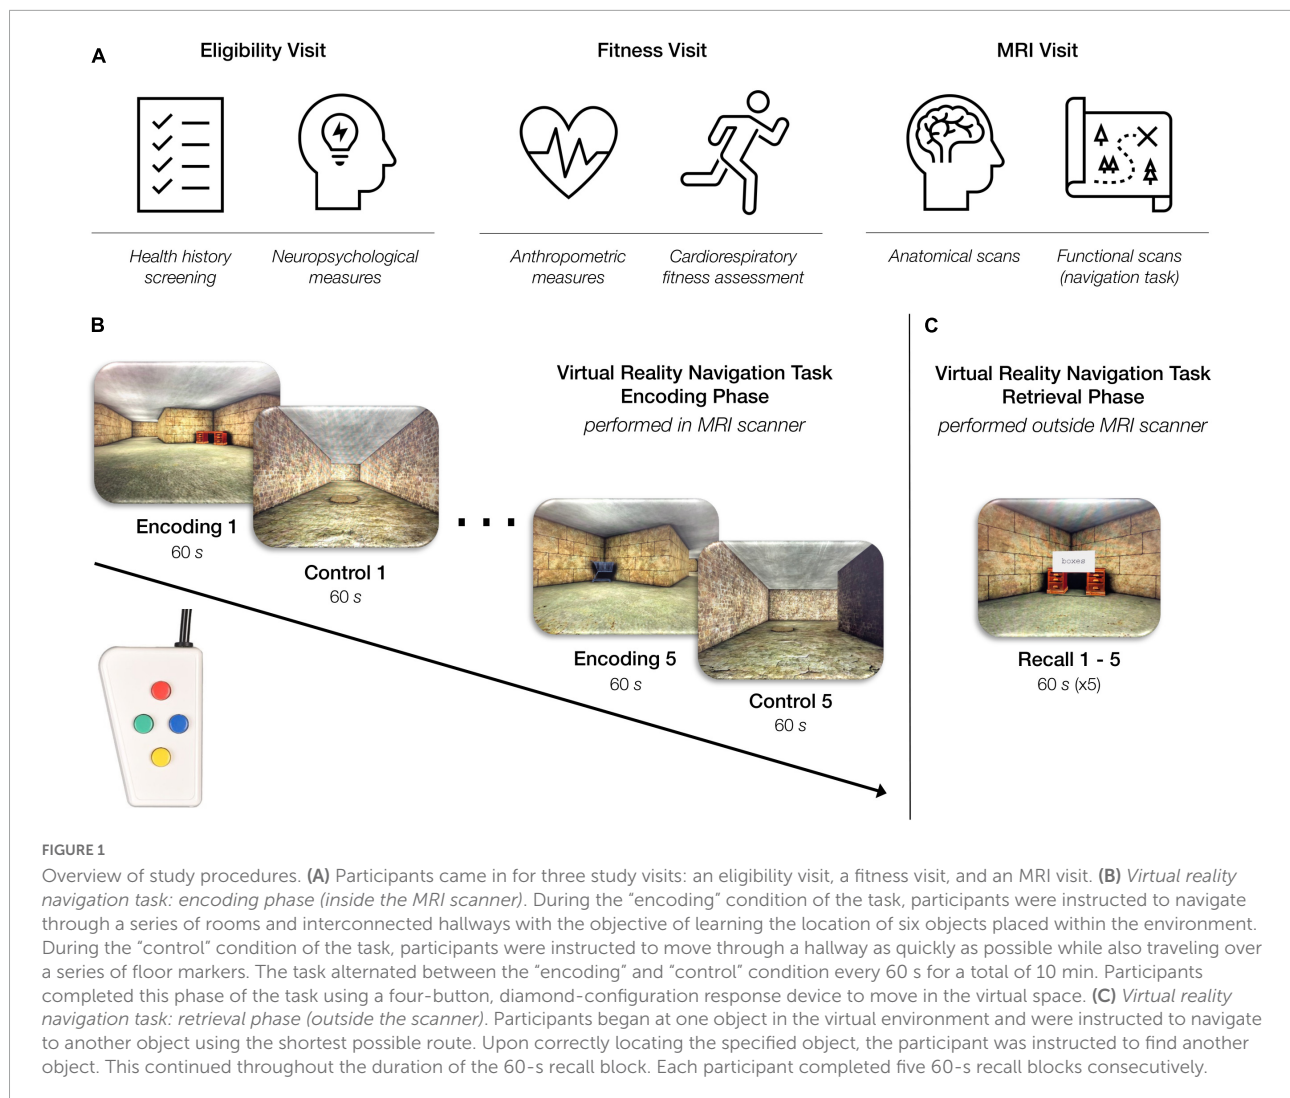 A
Eligibility Visit
Fitness Visit
MRI Visit
Health history
screening
Neuropsychological
measures
Anthropometric
measures
Cardiorespiratory
fitness assessment
Anatomical scans
Functional scans
(navigation task)
B
Virtual Reality Navigation Task
Encoding Phase
performed in MRI scanner
Encoding 1
60 s
Control 1
60 s
...
Encoding 5
60 s
Control 5
60 s
C
Virtual Reality Navigation Task
Retrieval Phase
performed outside MRI scanner
boxes
Recall 1 - 5
60 s (x5)
FIGURE 1
Overview of study procedures. (A) Participants came in for three study visits: an eligibility visit, a fitness visit, and an MRI visit. (B) Virtual reality
navigation task: encoding phase (inside the MRI scanner). During the “encoding” condition of the task, participants were instructed to navigate
through a series of rooms and interconnected hallways with the objective of learning the location of six objects placed within the environment.
During the “control” condition of the task, participants were instructed to move through a hallway as quickly as possible while also traveling over
a series of floor markers. The task alternated between the “encoding” and “control” condition every 60 s for a total of 10 min. Participants
completed this phase of the task using a four-button, diamond-configuration response device to move in the virtual space. (C) Virtual reality
navigation task: retrieval phase (outside the scanner). Participants began at one object in the virtual environment and were instructed to navigate
to another object using the shortest possible route. Upon correctly locating the specified object, the participant was instructed to find another
object. This continued throughout the duration of the 60-s recall block. Each participant completed five 60-s recall blocks consecutively.